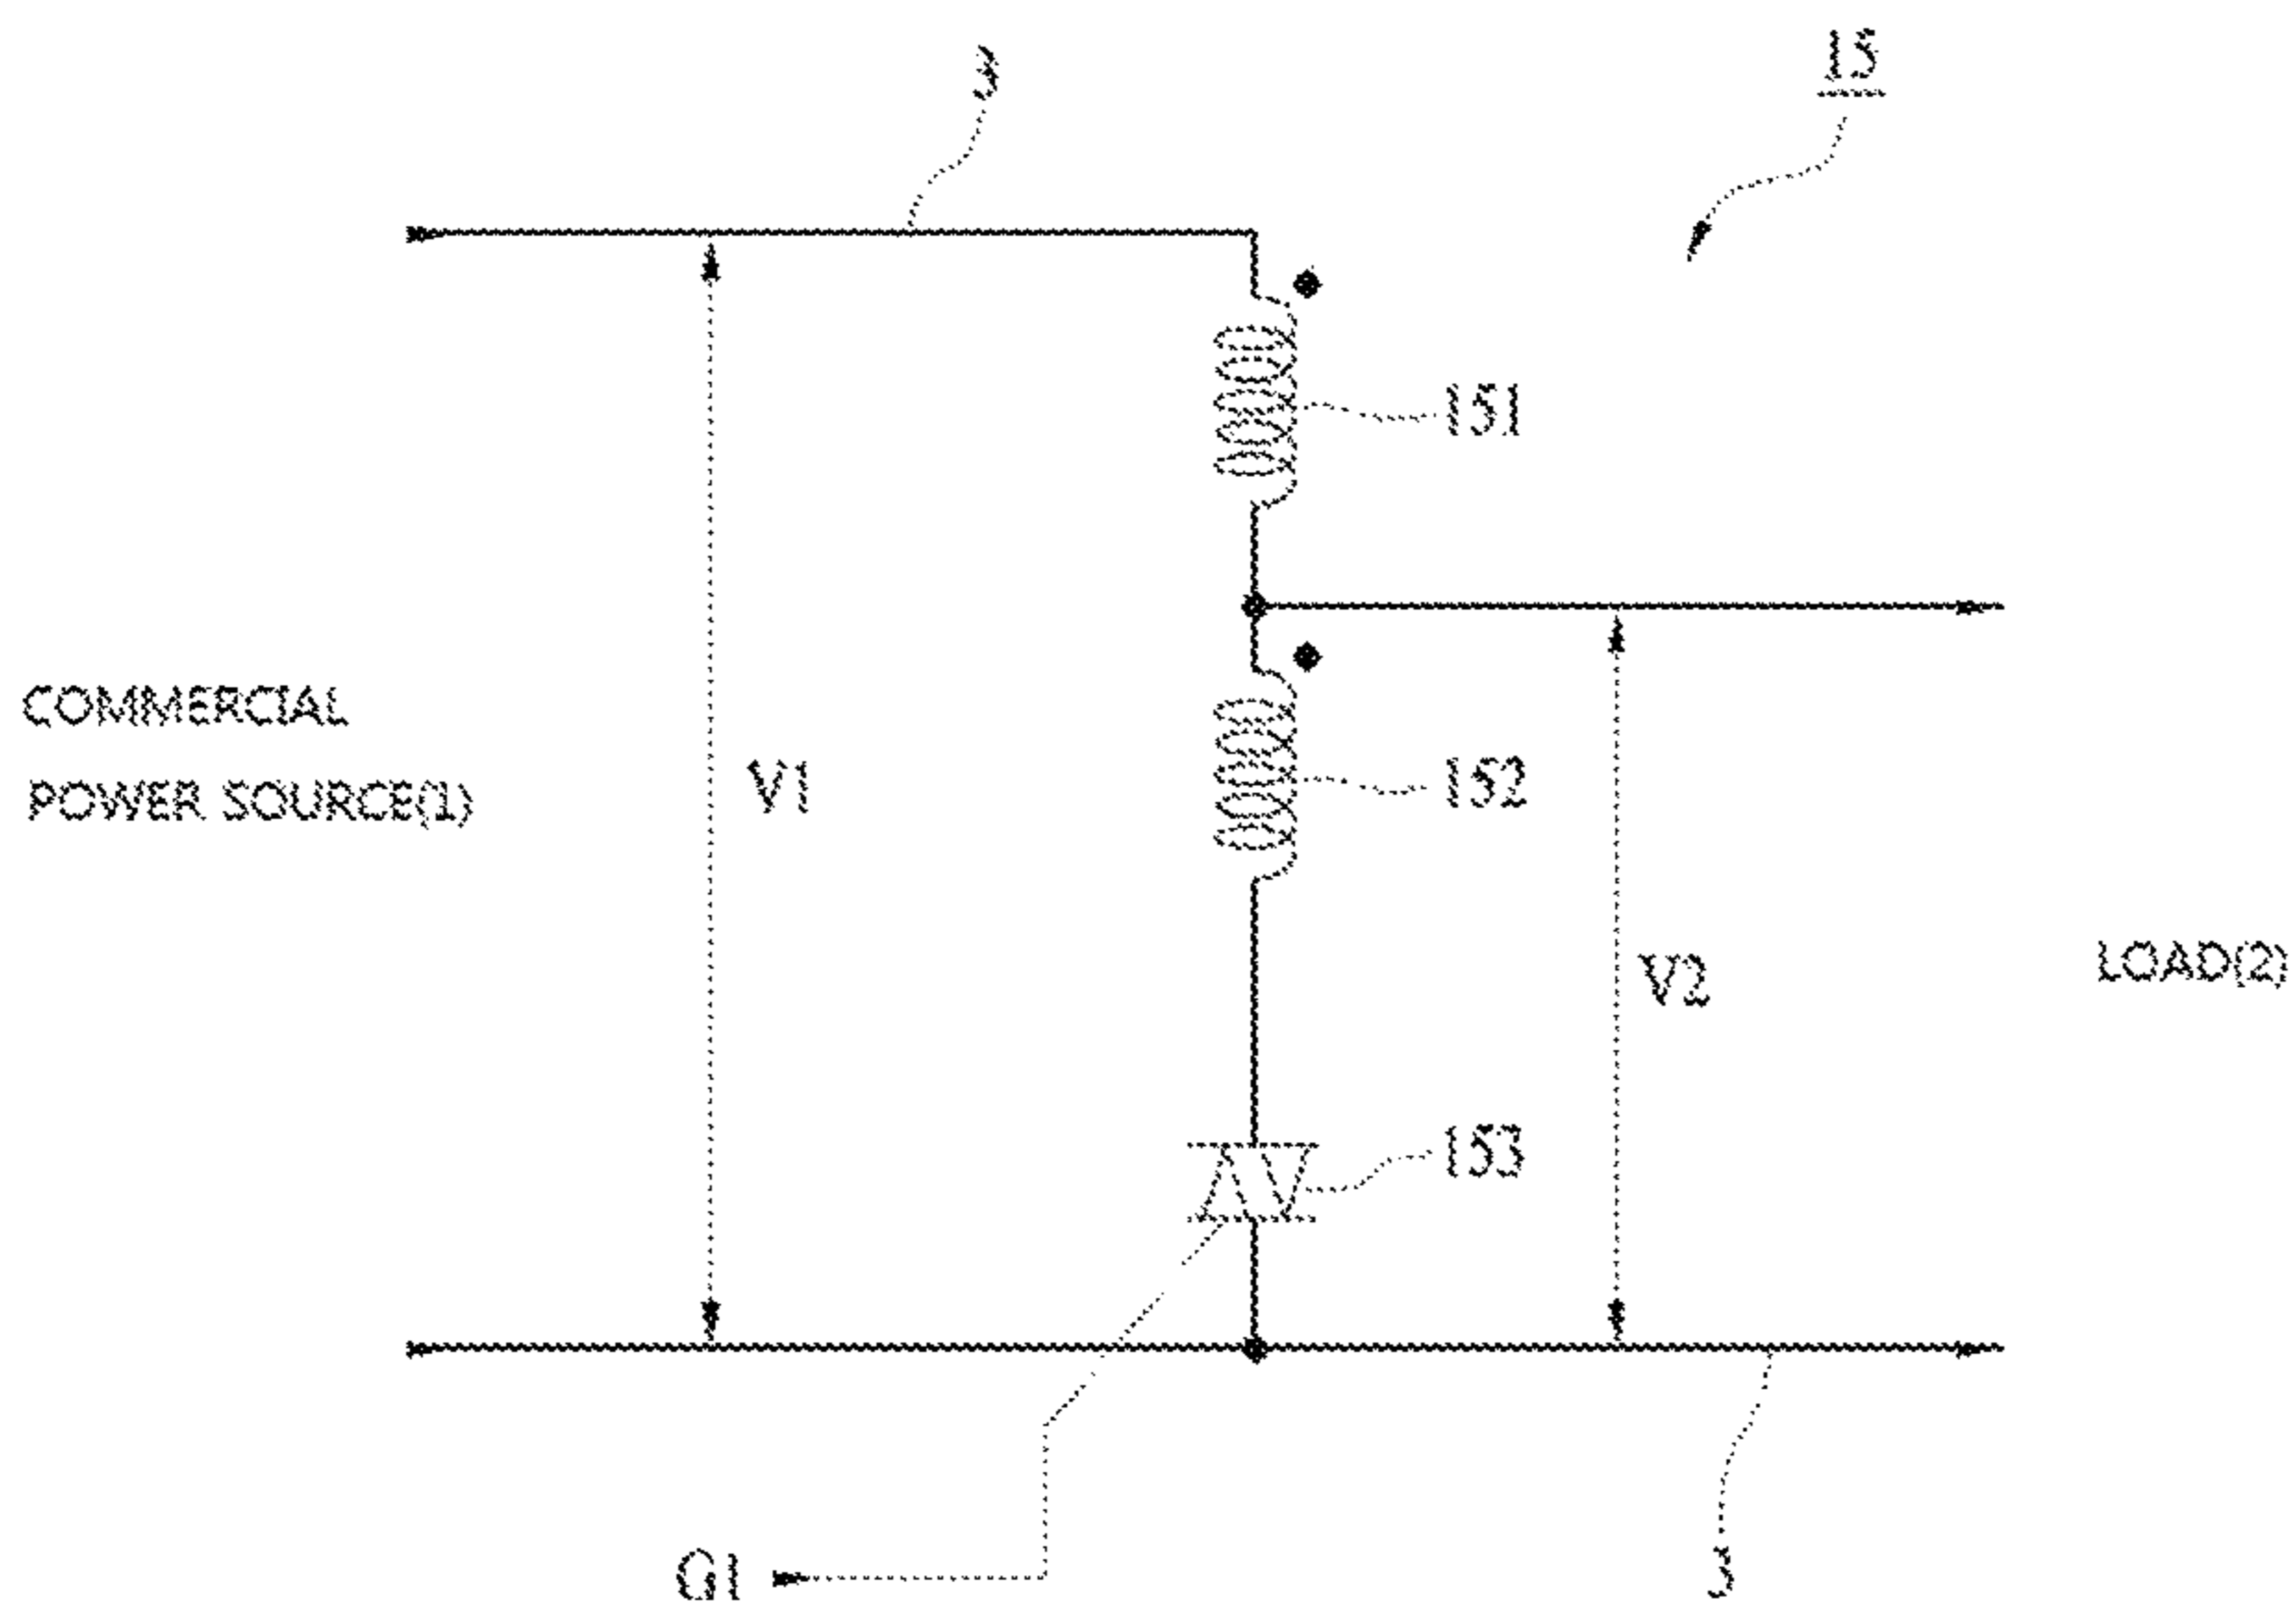 3
15
151
COMMERCIAL
POWER SOURCE(1)
V1
152
V2
LOAD(2)
153
G1
3